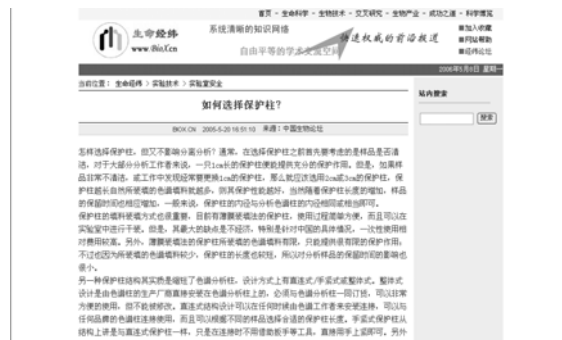 首页 - 生命科学 - 生物技术 - 交叉研究 - 生物产业 - 成功之道 - 科学博览
生命经纬
www.BioX.cn
系统清晰的知识网络
自由平等的学术交流空间
快速权威的前沿报道
■加入收藏
■网站帮助
■经纬论坛
2006年5月8日 星期一
当前位置: 生命经纬 > 实验技术 > 实验室安全
如何选择保护柱?
BIOX.CN 2005-5-20 16:51:10 来源:中国生物论坛
站内搜索
搜索
怎样选择保护柱,但又不影响分离分析?通常,在选择保护柱之前首先要考虑的是样品是否清
洁,对于大部分分析工作者来说,一只1cm长的保护柱便能提供充分的保护作用。但是,如果样
品非常不清洁,或工作中发现经常要更换1cm的保护柱,那么就应该选用2cm或3cm的保护柱,保
护柱越长自然所装填的色谱填料就越多,则其保护性能越好,当然随着保护柱长度的增加,样品
的保留时间也相应增加,一般来说,保护柱的内径与分析色谱柱的内径相同或相当即可。
保护柱的填料装填方式也很重要,目前有薄膜装填法的保护柱,使用过程简单方便,而且可以在
实验室中进行干装。但是,其最大的缺点是不经济,特别是针对中国的具体情况,一次性使用相
对费用较高。另外,薄膜装填法的保护柱所装填的色谱填料有限,只能提供很有限的保护作用,
不过也因为所装填的填料较少,保护柱的长度也较短,所以对分析样品的保留时间的影响也
很小。
另一种保护柱结构其实质是缩短了色谱分析柱,设计方式上有直连式/手紧式或整体式。整体式
设计是由色谱柱的生产厂商直接安装在色谱分析柱上的,必须与色谱分析柱一同订货,可以非常
方便的使用,但不能被修改。直连式结构设计可以在任何时候由色谱工作者来安装连接,可以与
任何品牌的色谱柱连接使用,而且可以根据不同的样品选择合适的保护柱长度。手紧式保护柱从
结构上讲是与直连式保护柱一样,只是在连接时不用借助扳手等工具,直接用手上紧即可。另外